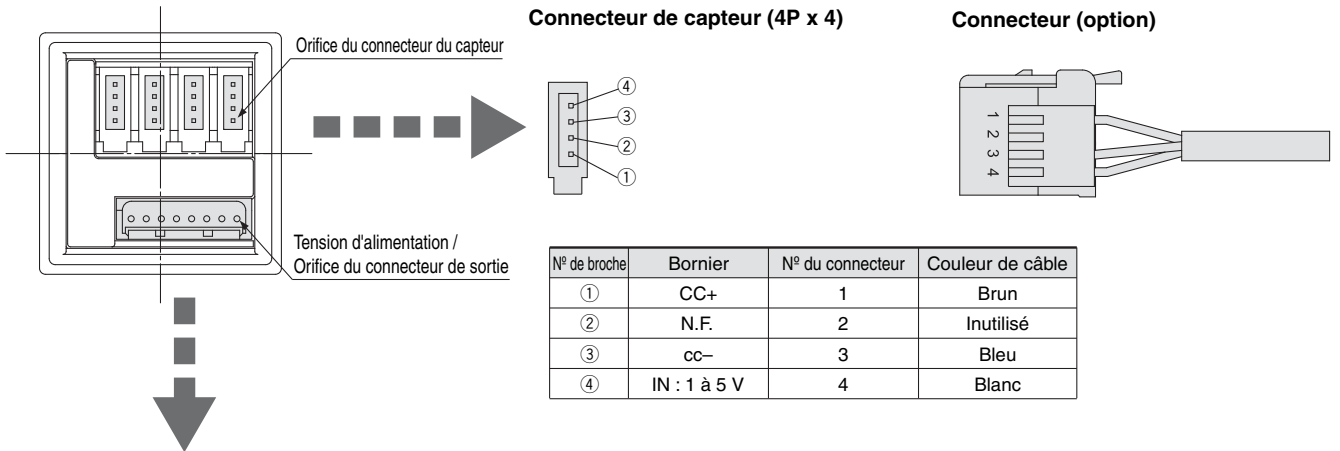 Connecteur de capteur (4P x 4)
Connecteur (option)
Orifice du connecteur du capteur
④
③
②
①
1
2
3
4
Tension d'alimentation /
Orifice du connecteur de sortie
Nº de broche Bornier Nº du connecteur Couleur de câble
① CC+ 1 Brun
② N.F. 2 Inutilisé
③ cc– 3 Bleu
④ IN : 1 à 5 V 4 Blanc